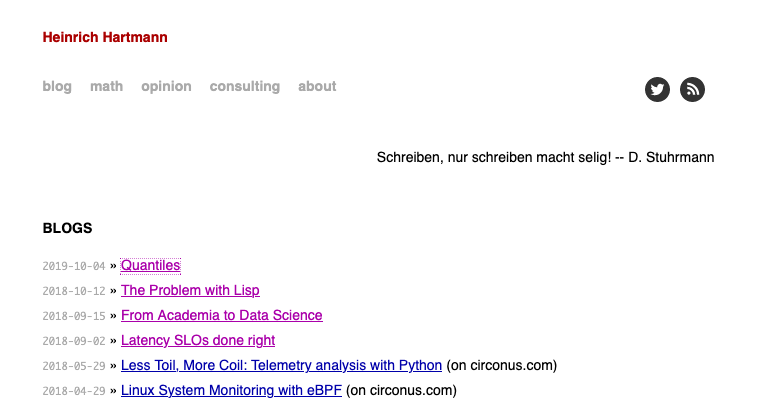 Heinrich Hartmann
blog math opinion consulting about
Schreiben, nur schreiben macht selig! -- D. Stuhrmann
BLOGS
2019-10-04 » Quantiles
2018-10-12 » The Problem with Lisp
2018-09-15 » From Academia to Data Science
2018-09-02 » Latency SLOs done right
2018-05-29 » Less Toil, More Coil: Telemetry analysis with Python (on circonus.com)
2018-04-29 » Linux System Monitoring with eBPF (on circonus.com)